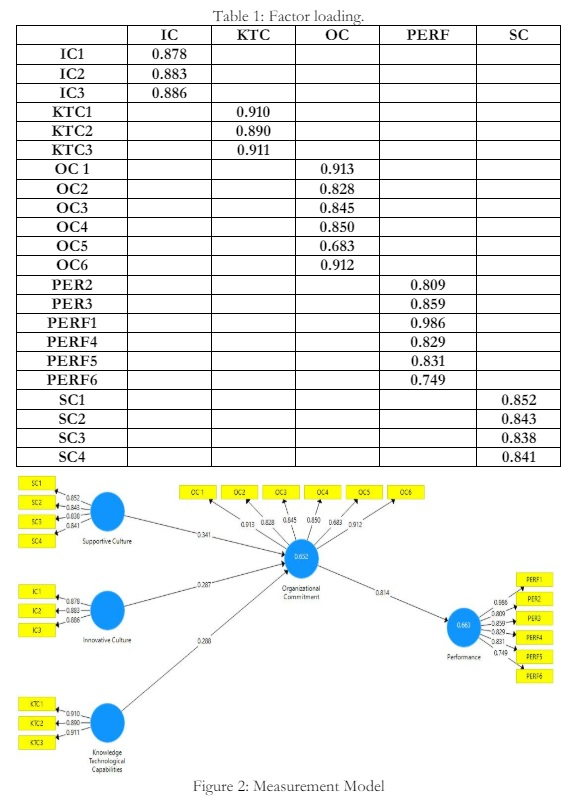 Table 1: Factor loading.
IC KTC OC PERF SC
IC1 0.878
IC2 0.883
IC3 0.886
KTC1 0.910
KTC2 0.890
KTC3 0.911
OC 1 0.913
OC2 0.828
OC3 0.845
OC4 0.850
OC5 0.683
OC6 0.912
PER2 0.809
PER3 0.859
PERF1 0.986
PERF4 0.829
PERF5 0.831
PERF6 0.749
SC1 0.852
SC2 0.843
SC3 0.838
SC4 0.841
SC1
SC2
SC3
SC4
0.852
0.843
0.838
0.841
Supportive Culture
0.341
OC 1 OC2 OC3 OC4 OC5 OC6
0.913 0.828 0.845 0.850 0.683 0.912
0.652
Organizational
Commitment
IC1
IC2
IC3
0.878
0.883
0.886
Innovative Culture
0.287
0.814
PERF1
PER2
PER3
PERF4
PERF5
PERF6
0.986
0.809
0.859
0.829
0.831
0.749
0.663
Performance
0.288
KTC1
KTC2
KTC3
0.910
0.890
0.911
Knowledge
Technological
Capabilities
Figure 2: Measurement Model